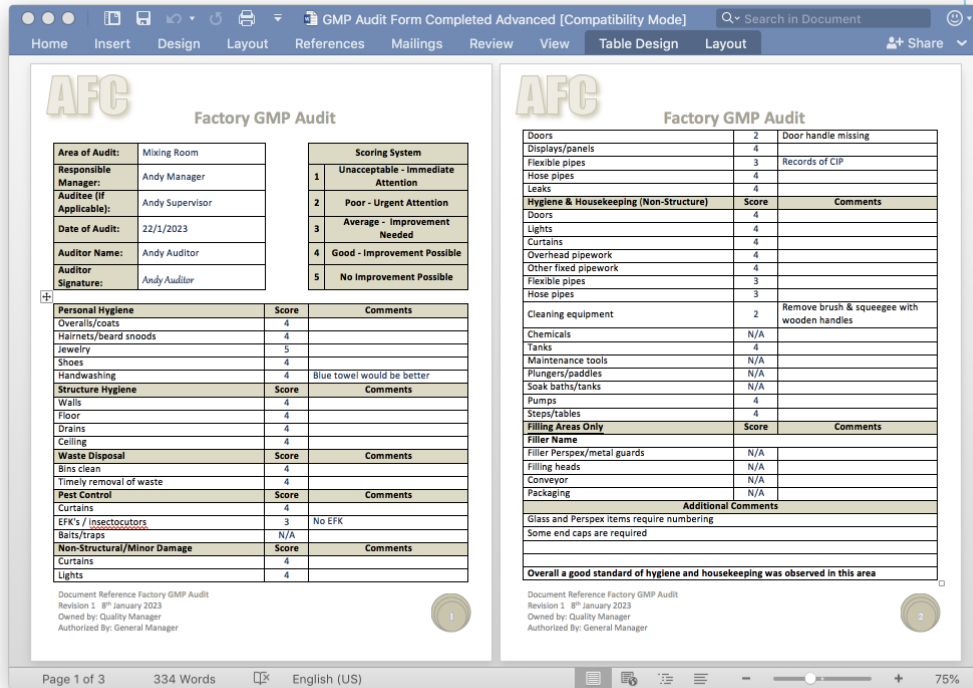 GMP Audit Form Completed Advanced [Compatibility Mode]
Search in Document
Home Insert Design Layout References Mailings Review View Table Design Layout Share
AFC
Factory GMP Audit
Area of Audit: Mixing Room
Responsible Manager: Andy Manager
Auditee (If Applicable): Andy Supervisor
Date of Audit: 22/1/2023
Auditor Name: Andy Auditor
Auditor Signature: Andy Auditor
Scoring System
1 Unacceptable - Immediate Attention
2 Poor - Urgent Attention
3 Average - Improvement Needed
4 Good - Improvement Possible
5 No Improvement Possible
Personal Hygiene Score Comments
Overalls/coats 4
Hairnets/beard snoods 4
Jewelry 5
Shoes 4
Handwashing 4 Blue towel would be better
Structure Hygiene Score Comments
Walls 4
Floor 4
Drains 4
Ceiling 4
Waste Disposal Score Comments
Bins clean 4
Timely removal of waste 4
Pest Control Score Comments
Curtains 4
EFK's / insectocutors 3 No EFK
Baits/traps N/A
Non-Structural/Minor Damage Score Comments
Curtains 4
Lights 4
Document Reference Factory GMP Audit
Revision 1 8th January 2023
Owned by: Quality Manager
Authorized By: General Manager
1
AFC
Factory GMP Audit
Doors 2 Door handle missing
Displays/panels 4
Flexible pipes 3 Records of CIP
Hose pipes 4
Leaks 4
Hygiene & Housekeeping (Non-Structure) Score Comments
Doors 4
Lights 4
Curtains 4
Overhead pipework 4
Other fixed pipework 4
Flexible pipes 3
Hose pipes 3
Cleaning equipment 2 Remove brush & squeegee with wooden handles
Chemicals N/A
Tanks 4
Maintenance tools N/A
Plungers/paddles N/A
Soak baths/tanks N/A
Pumps 4
Steps/tables 4
Filling Areas Only Score Comments
Filler Name
Filler Perspex/metal guards N/A
Filling heads N/A
Conveyor N/A
Packaging N/A
Additional Comments
Glass and Perspex items require numbering
Some end caps are required
Overall a good standard of hygiene and housekeeping was observed in this area
Document Reference Factory GMP Audit
Revision 1 8th January 2023
Owned by: Quality Manager
Authorized By: General Manager
2
Page 1 of 3 334 Words English (US) 75%